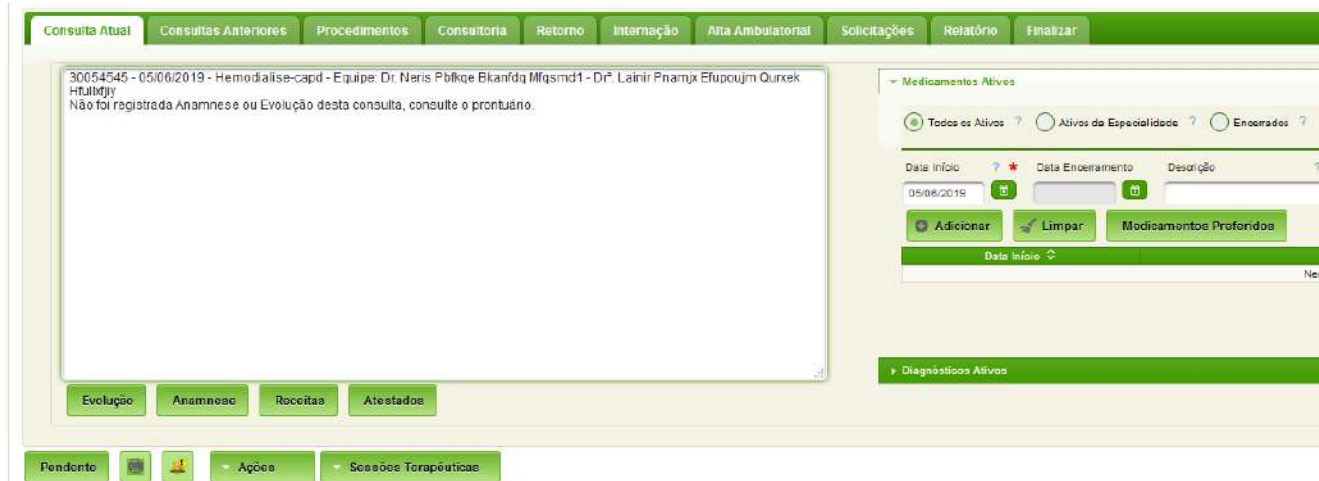 Consulta Atual Consultas Anteriores Procedimentos Consultoria Retorno Internação Alta Ambulatorial Solicitações Relatório Finalizar
30054545 - 05/06/2019 - Hemodialise-capd - Equipe: Dr. Neris Pbfkqe Bkanfdq Mfqsmd1 - Drª. Lainir Pnamjx Efupoujm Qurxek
Hfullxfjiy
Não foi registrada Anamnese ou Evolução desta consulta, consulte o prontuário.
Evolução Anamnese Receitas Atestados
Medicamentos Ativos
Todos os Ativos ? Ativos da Especialidade ? Encerrados ?
Data Início ? * Data Encerramento Descrição ?
05/06/2019
Adicionar Limpar Medicamentos Preferidos
Data Início
Ne
Diagnósticos Ativos
Pendente Ações Sessões Terapêuticas